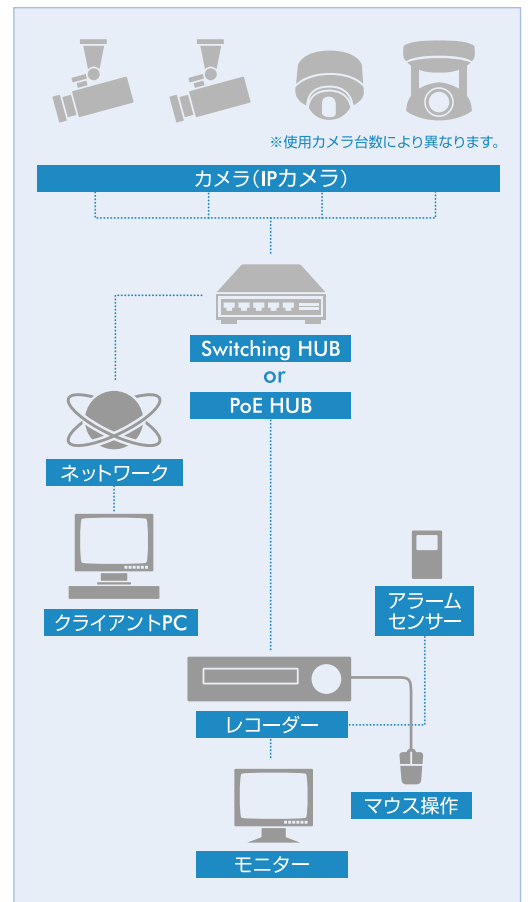 ※使用カメラ台数により異なります。
カメラ(IPカメラ)
Switching HUB
or
PoE HUB
ネットワーク
クライアントPC
アラーム
センサー
レコーダー
マウス操作
モニター